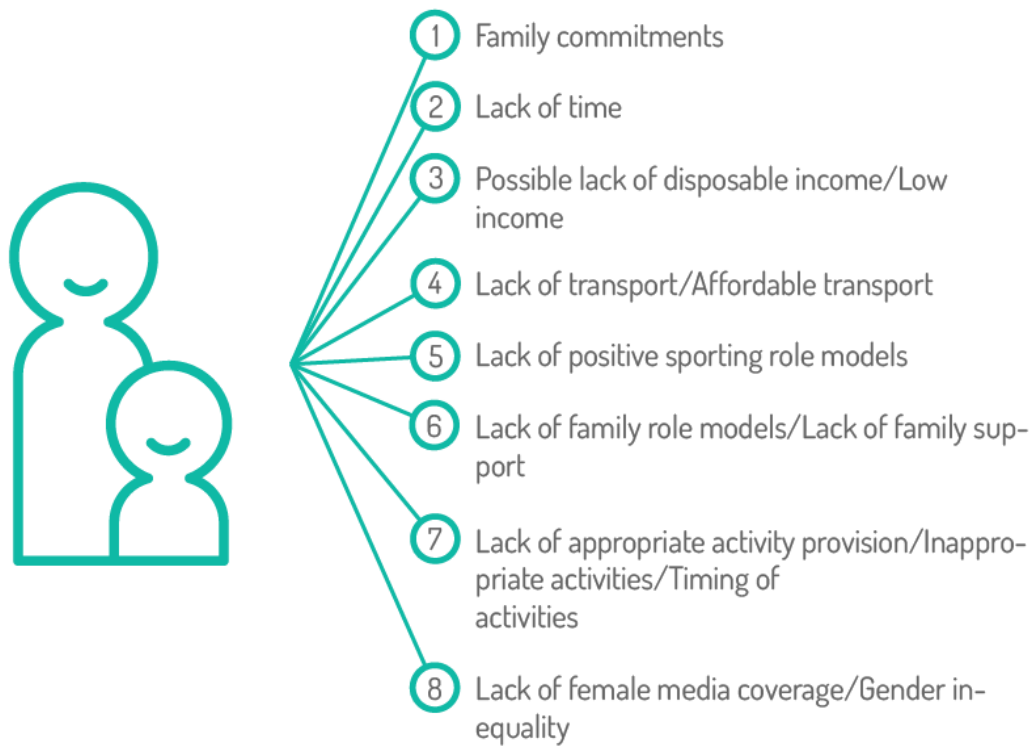 1 Family commitments
2 Lack of time
3 Possible lack of disposable income/Low
income
4 Lack of transport/Affordable transport
5 Lack of positive sporting role models
6 Lack of family role models/Lack of family sup-
port
7 Lack of appropriate activity provision/Inappro-
priate activities/Timing of
activities
8 Lack of female media coverage/Gender in-
equality